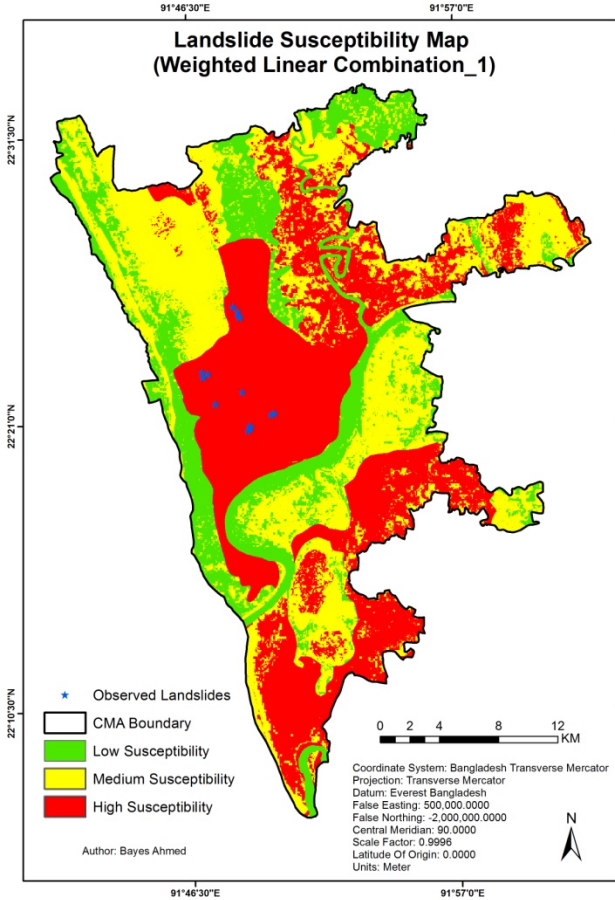 91°46'30"E
91°57'0"E
Landslide Susceptibility Map
(Weighted Linear Combination_1)
22°31'30"N
22°21'0"N
22°10'30"N
Observed Landslides
CMA Boundary
Low Susceptibility
Medium Susceptibility
High Susceptibility
Author: Bayes Ahmed
0 2 4 8 12
KM
Coordinate System: Bangladesh Transverse Mercator
Projection: Transverse Mercator
Datum: Everest Bangladesh
False Easting: 500,000.0000
False Northing: -2,000,000.0000
Central Meridian: 90.0000
Scale Factor: 0.9996
Latitude Of Origin: 0.0000
Units: Meter
N
91°46'30"E
91°57'0"E